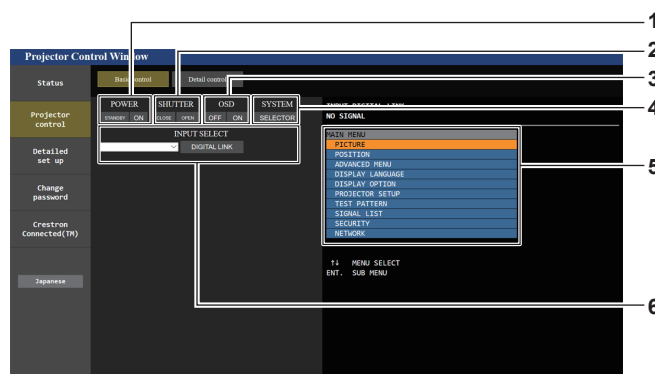 1
Projector Control Window
2
Status
Basic control
Detail control
3
POWER
SHUTTER
OSD
SYSTEM
4
STANDBY ON
CLOSE OPEN
OFF ON
SELECTOR
NO SIGNAL
Projector
control
INPUT SELECT
DIGITAL LINK
MAIN MENU
PICTURE
POSITION
ADVANCED MENU
DISPLAY LANGUAGE
DISPLAY OPTION
PROJECTOR SETUP
TEST PATTERN
SIGNAL LIST
SECURITY
NETWORK
5
Detailed
set up
Change
password
Crestron
Connected(TM)
↑↓ MENU SELECT
ENT. SUB MENU
Japanese
6